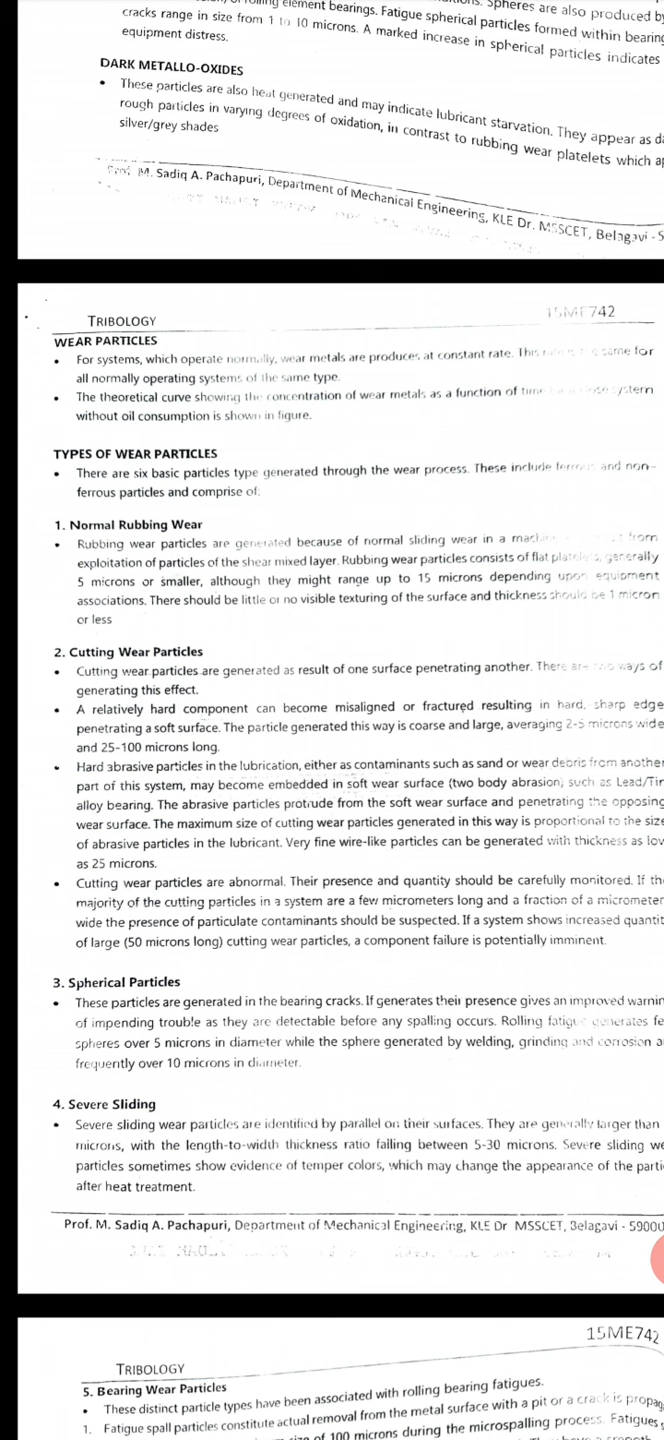 element bearings. Fatigue spherical particles formed within bearing
cracks range in size from 1 to 10 microns. A marked increase in spherical particles indicates
equipment distress.
DARK METALLO-OXIDES
• These particles are also heat generated and may indicate lubricant starvation. They appear as
rough particles in varying degrees of oxidation, in contrast to rubbing wear platelets which
silver/grey shades
Prof. M. Sadiq A. Pachapuri, Department of Mechanical Engineering, KLE Dr. MSSCET, Belagavi - 5
TRIBOLOGY 15ME742
WEAR PARTICLES
• For systems, which operate normally, wear metals are produces at constant rate. This same for
all normally operating systems of the same type.
• The theoretical curve showing the concentration of wear metals as a function of time system
without oil consumption is shown in figure.
TYPES OF WEAR PARTICLES
• There are six basic particles type generated through the wear process. These include ferrous and non-
ferrous particles and comprise of:
1. Normal Rubbing Wear
• Rubbing wear particles are generated because of normal sliding wear in a from
exploitation of particles of the shear mixed layer. Rubbing wear particles consists of flat platelets, generally
5 microns or smaller, although they might range up to 15 microns depending upon equipment
associations. There should be little or no visible texturing of the surface and thickness should be 1 micron
or less
2. Cutting Wear Particles
• Cutting wear particles are generated as result of one surface penetrating another. There are two ways of
generating this effect.
• A relatively hard component can become misaligned or fractured resulting in hard, sharp edge
penetrating a soft surface. The particle generated this way is coarse and large, averaging 2-5 microns wide
and 25-100 microns long.
• Hard abrasive particles in the lubrication, either as contaminants such as sand or wear debris from another
part of this system, may become embedded in soft wear surface (two body abrasion) such as Lead/Tin
alloy bearing. The abrasive particles protrude from the soft wear surface and penetrating the opposing
wear surface. The maximum size of cutting wear particles generated in this way is proportional to the size
of abrasive particles in the lubricant. Very fine wire-like particles can be generated with thickness as low
as 25 microns.
• Cutting wear particles are abnormal. Their presence and quantity should be carefully monitored. If the
majority of the cutting particles in a system are a few micrometers long and a fraction of a micrometer
wide the presence of particulate contaminants should be suspected. If a system shows increased quantit
of large (50 microns long) cutting wear particles, a component failure is potentially imminent.
3. Spherical Particles
• These particles are generated in the bearing cracks. If generates their presence gives an improved warnin
of impending trouble as they are detectable before any spalling occurs. Rolling fatigue generates fe
spheres over 5 microns in diameter while the sphere generated by welding, grinding and corrosion a
frequently over 10 microns in diameter.
4. Severe Sliding
• Severe sliding wear particles are identified by parallel on their surfaces. They are generally larger than
microns, with the length-to-width thickness ratio falling between 5-30 microns. Severe sliding we
particles sometimes show evidence of temper colors, which may change the appearance of the parti
after heat treatment.
Prof. M. Sadiq A. Pachapuri, Department of Mechanical Engineering, KLE Dr MSSCET, Belagavi - 59000
15ME742
TRIBOLOGY
5. Bearing Wear Particles
• These distinct particle types have been associated with rolling bearing fatigues.
1. Fatigue spall particles constitute actual removal from the metal surface with a pit or a crack is propag
of 100 microns during the microspalling process. Fatigues